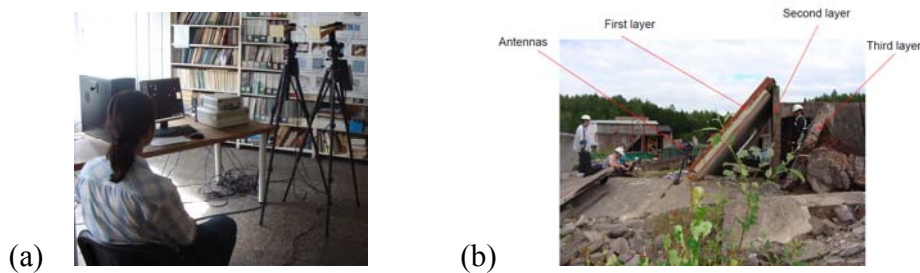 (a)
(b)
Antennas
First layer
Second layer
Third layer